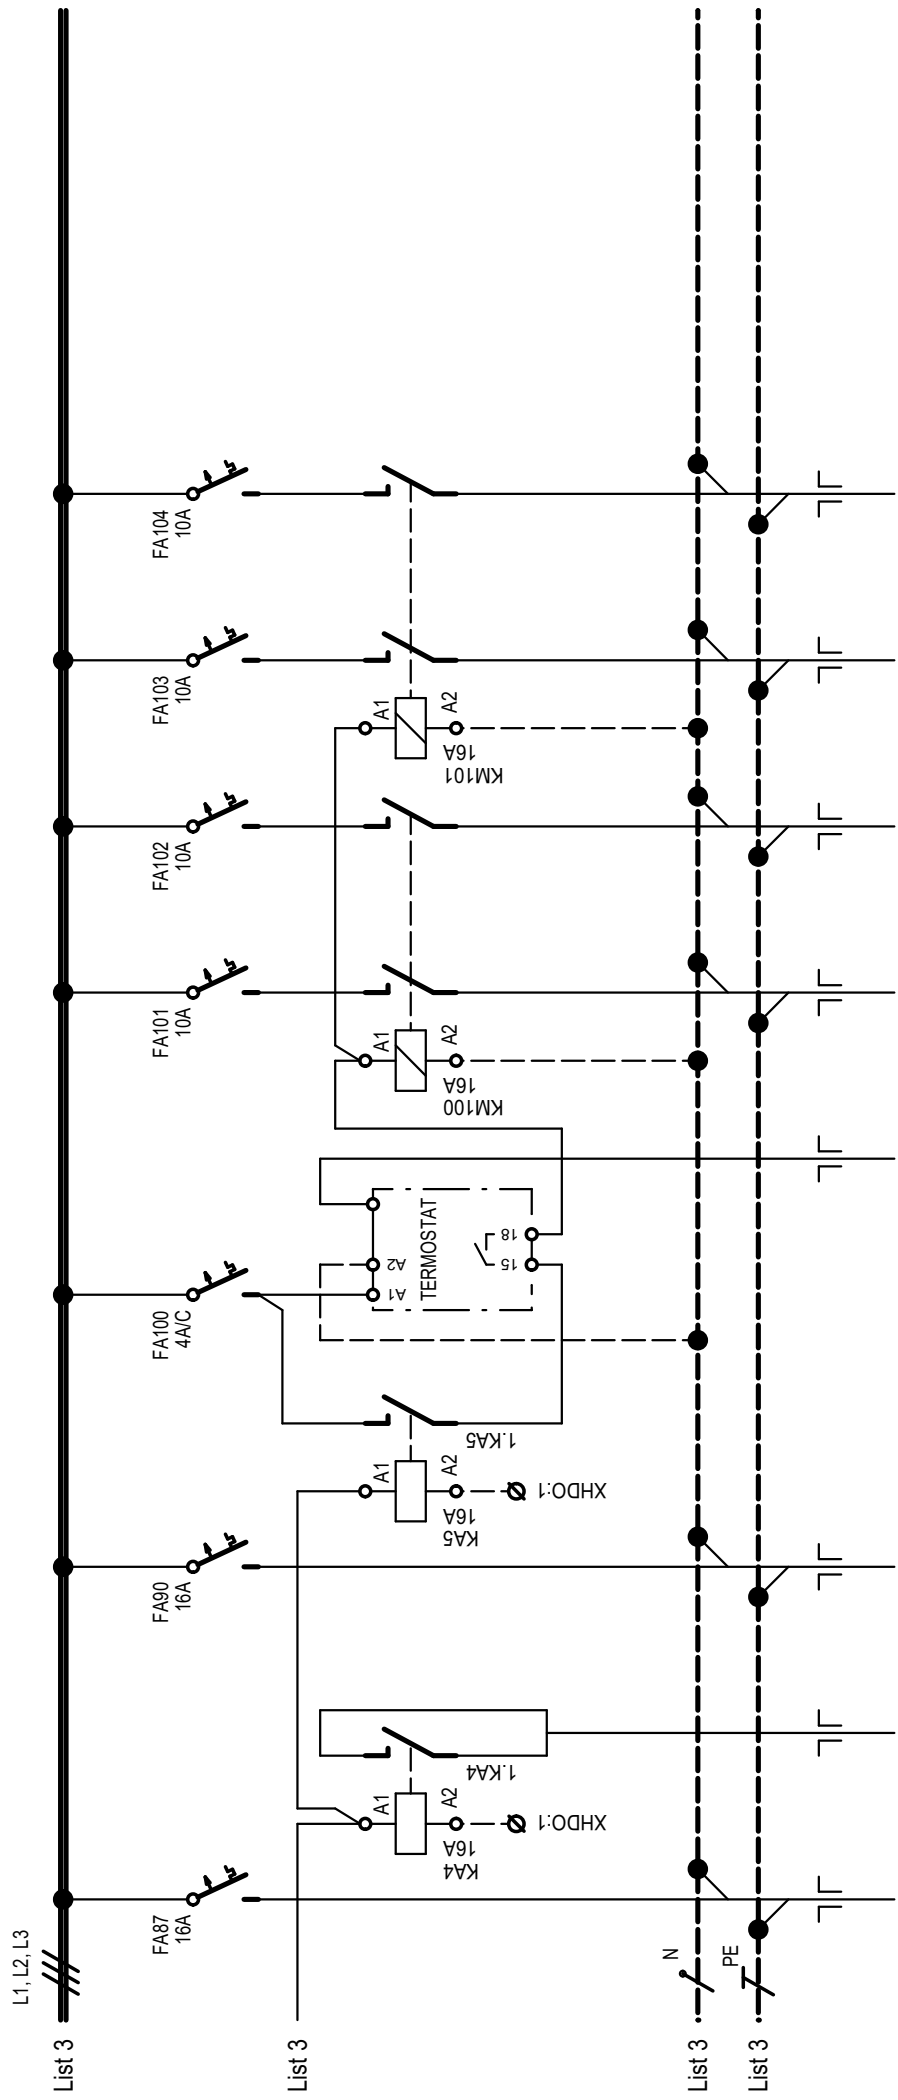 L1, L2, L3
List 3
List 3
N
List 3
PE
List 3
FA87
16A
KA4
16A
A1
A2
XHDO:1
1.KA4
FA90
16A
KA5
16A
A1
A2
XHDO:1
1.KA5
FA100
4A/C
A1
A2
TERMOSTAT
15
18
KM100
16A
A1
A2
FA101
10A
FA102
10A
KM101
16A
A1
A2
FA103
10A
FA104
10A